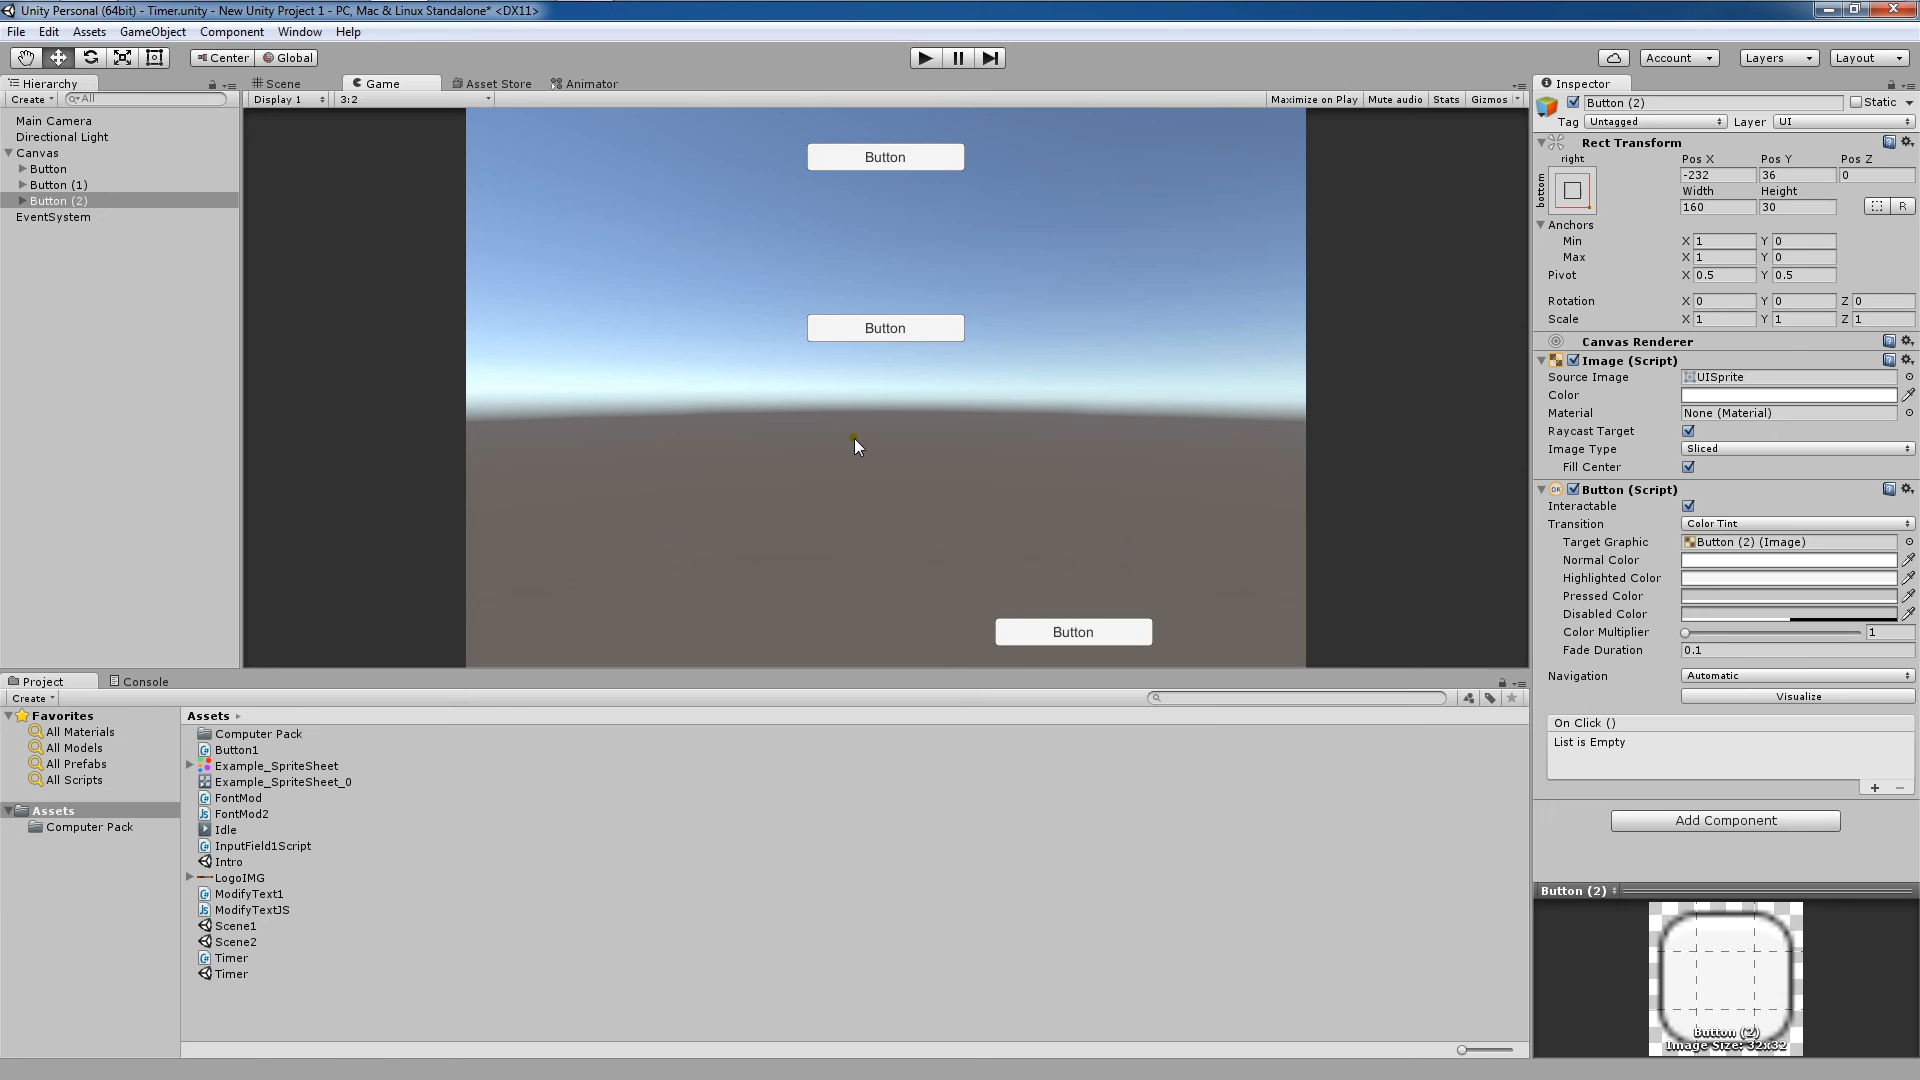 Unity Personal (64bit) - Timer.unity - New Unity Project 1 - PC, Mac & Linux Standalone* <DX11>
File Edit Assets GameObject Component Window Help
Center Global Account Layers Layout
Hierarchy
Create All
Main Camera
Directional Light
Canvas
Button
Button (1)
Button (2)
EventSystem
Scene Game Asset Store Animator
Display 1 3:2 Maximize on Play Mute audio Stats Gizmos
Button
Button
Button
Inspector
Button (2) Static
Tag Untagged Layer UI
Rect Transform
right
bottom
Pos X Pos Y Pos Z
-232 36 0
Width Height
160 30 R
Anchors
Min X 1 Y 0
Max X 1 Y 0
Pivot X 0.5 Y 0.5
Rotation X 0 Y 0 Z 0
Scale X 1 Y 1 Z 1
Canvas Renderer
Image (Script)
Source Image UISprite
Color
Material None (Material)
Raycast Target
Image Type Sliced
Fill Center
OK Button (Script)
Interactable
Transition Color Tint
Target Graphic Button (2) (Image)
Normal Color
Highlighted Color
Pressed Color
Disabled Color
Color Multiplier 1
Fade Duration 0.1
Navigation Automatic
Visualize
On Click ()
List is Empty
+ −
Add Component
Button (2)
Button (2)
Image Size: 32x32
Project Console
Create
Favorites
All Materials
All Models
All Prefabs
All Scripts
Assets
Computer Pack
Assets
Computer Pack
Button1
Example_SpriteSheet
Example_SpriteSheet_0
FontMod
FontMod2
Idle
InputField1Script
Intro
LogoIMG
ModifyText1
ModifyTextJS
Scene1
Scene2
Timer
Timer